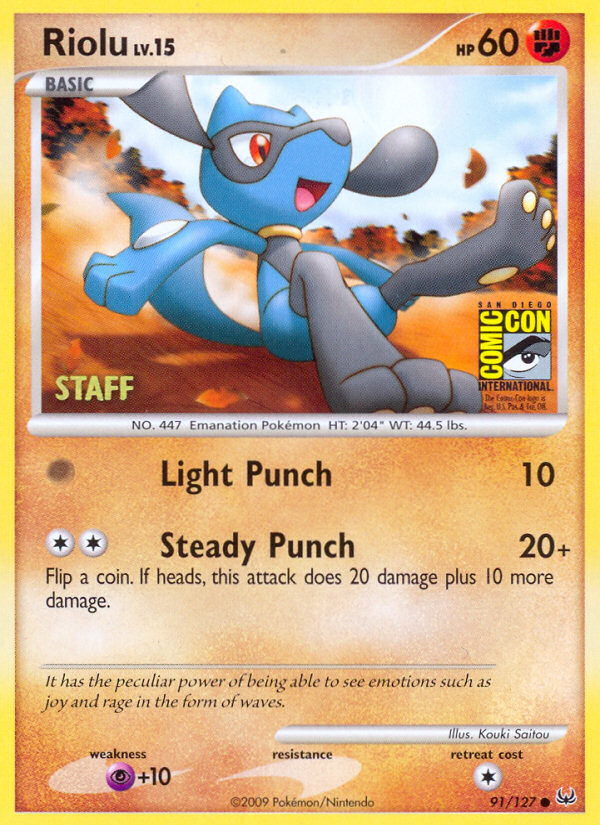 Riolu LV.15
HP 60
BASIC
SAN DIEGO
COMIC CON
INTERNATIONAL
STAFF
NO. 447 Emanation Pokémon HT: 2'04" WT: 44.5 lbs.
Light Punch 10
Steady Punch 20+
Flip a coin. If heads, this attack does 20 damage plus 10 more
damage.
It has the peculiar power of being able to see emotions such as
joy and rage in the form of waves.
Illus. Kouki Saitou
weakness resistance retreat cost
+10
©2009 Pokémon/Nintendo 91/127